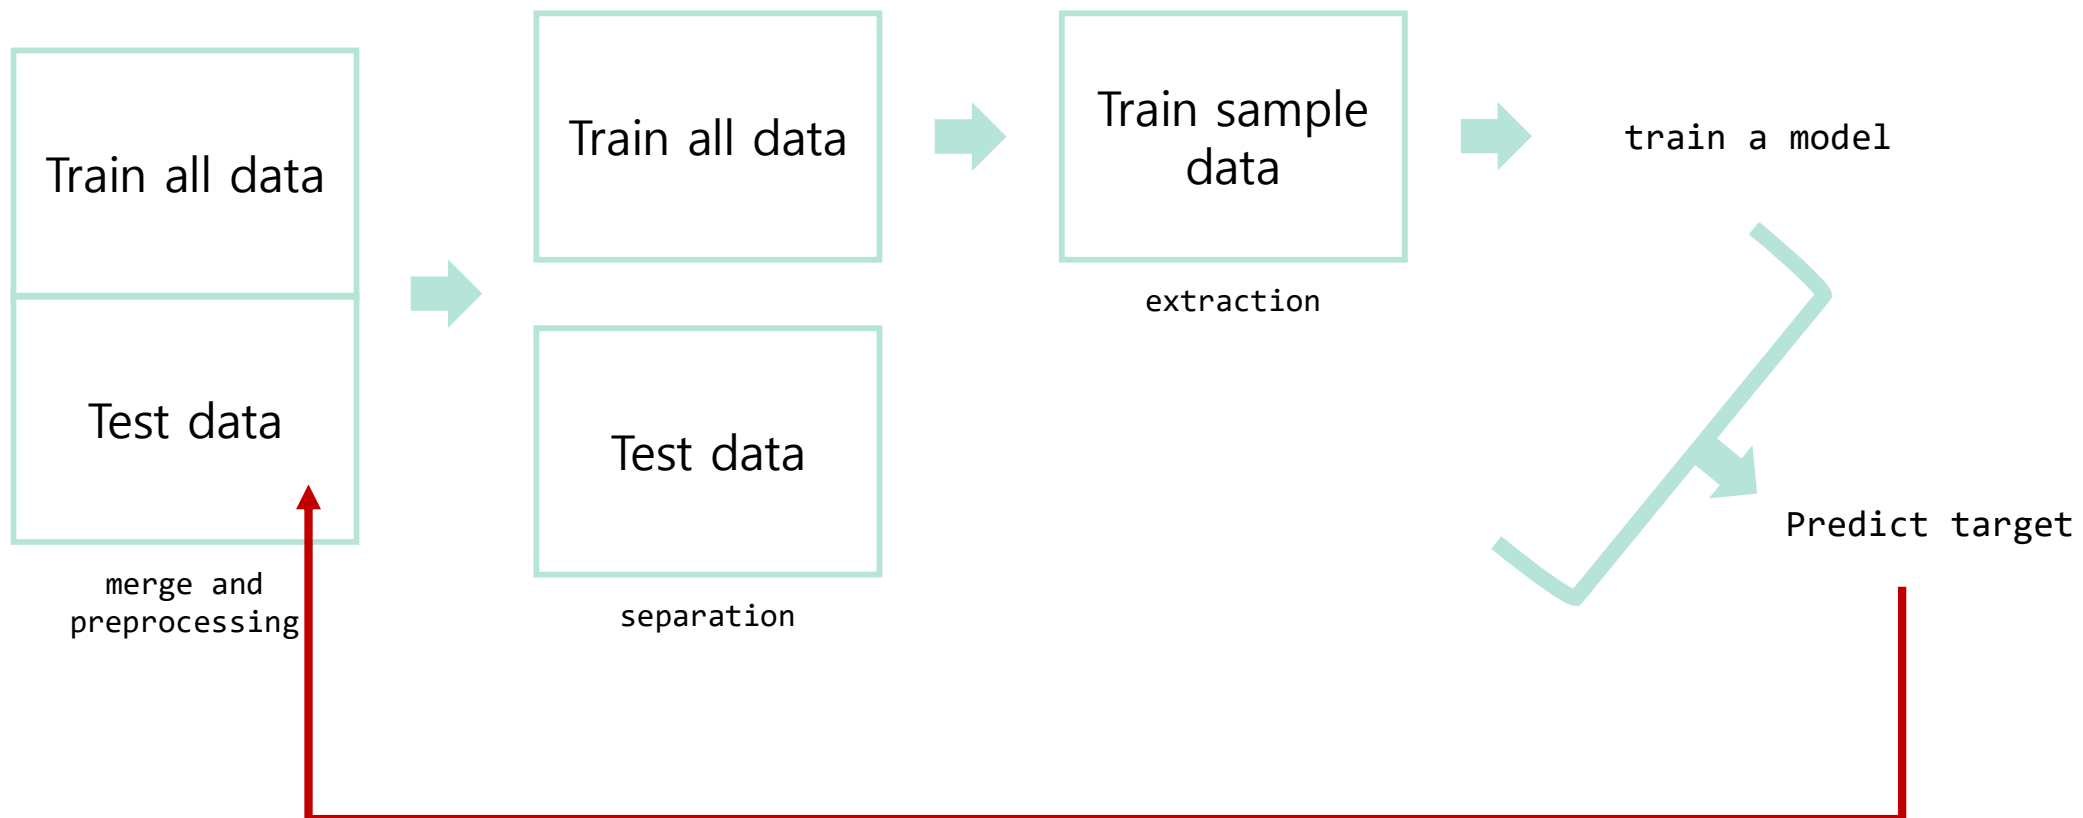 Train all data
Test data
merge and
preprocessing
Train all data
Test data
separation
Train sample
data
extraction
train a model
Predict target